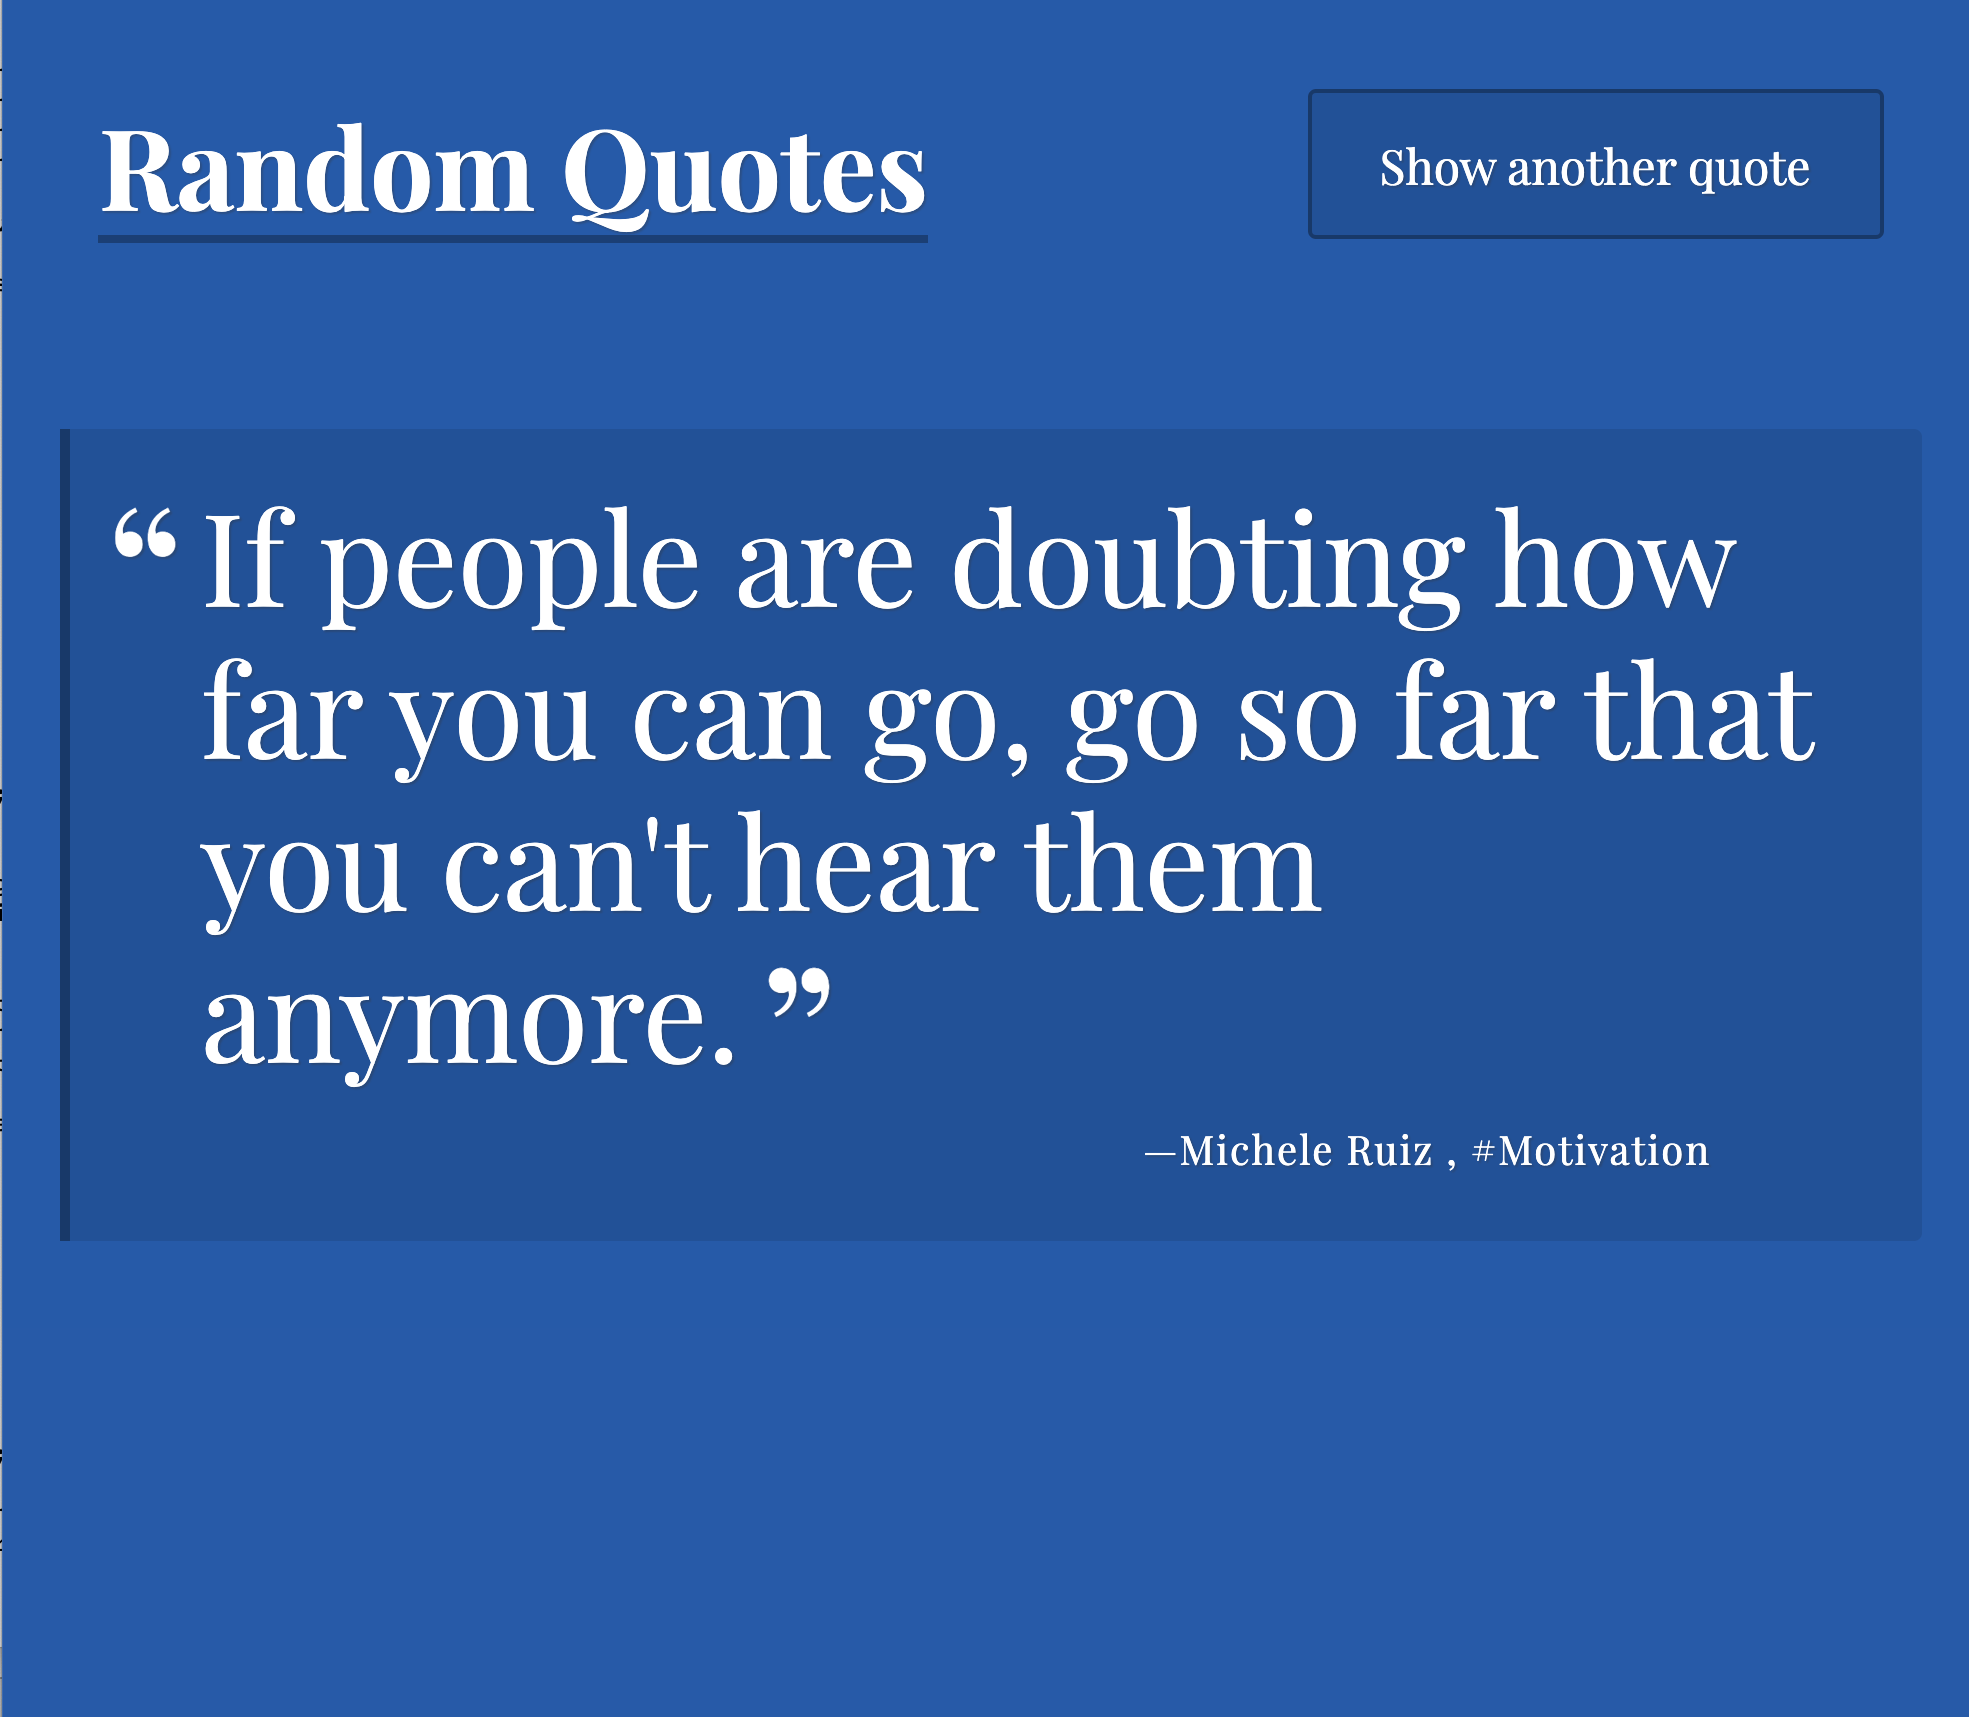 Random Quotes
Show another quote
“ If people are doubting how
far you can go, go so far that
you can't hear them
anymore. ”
—Michele Ruiz , #Motivation